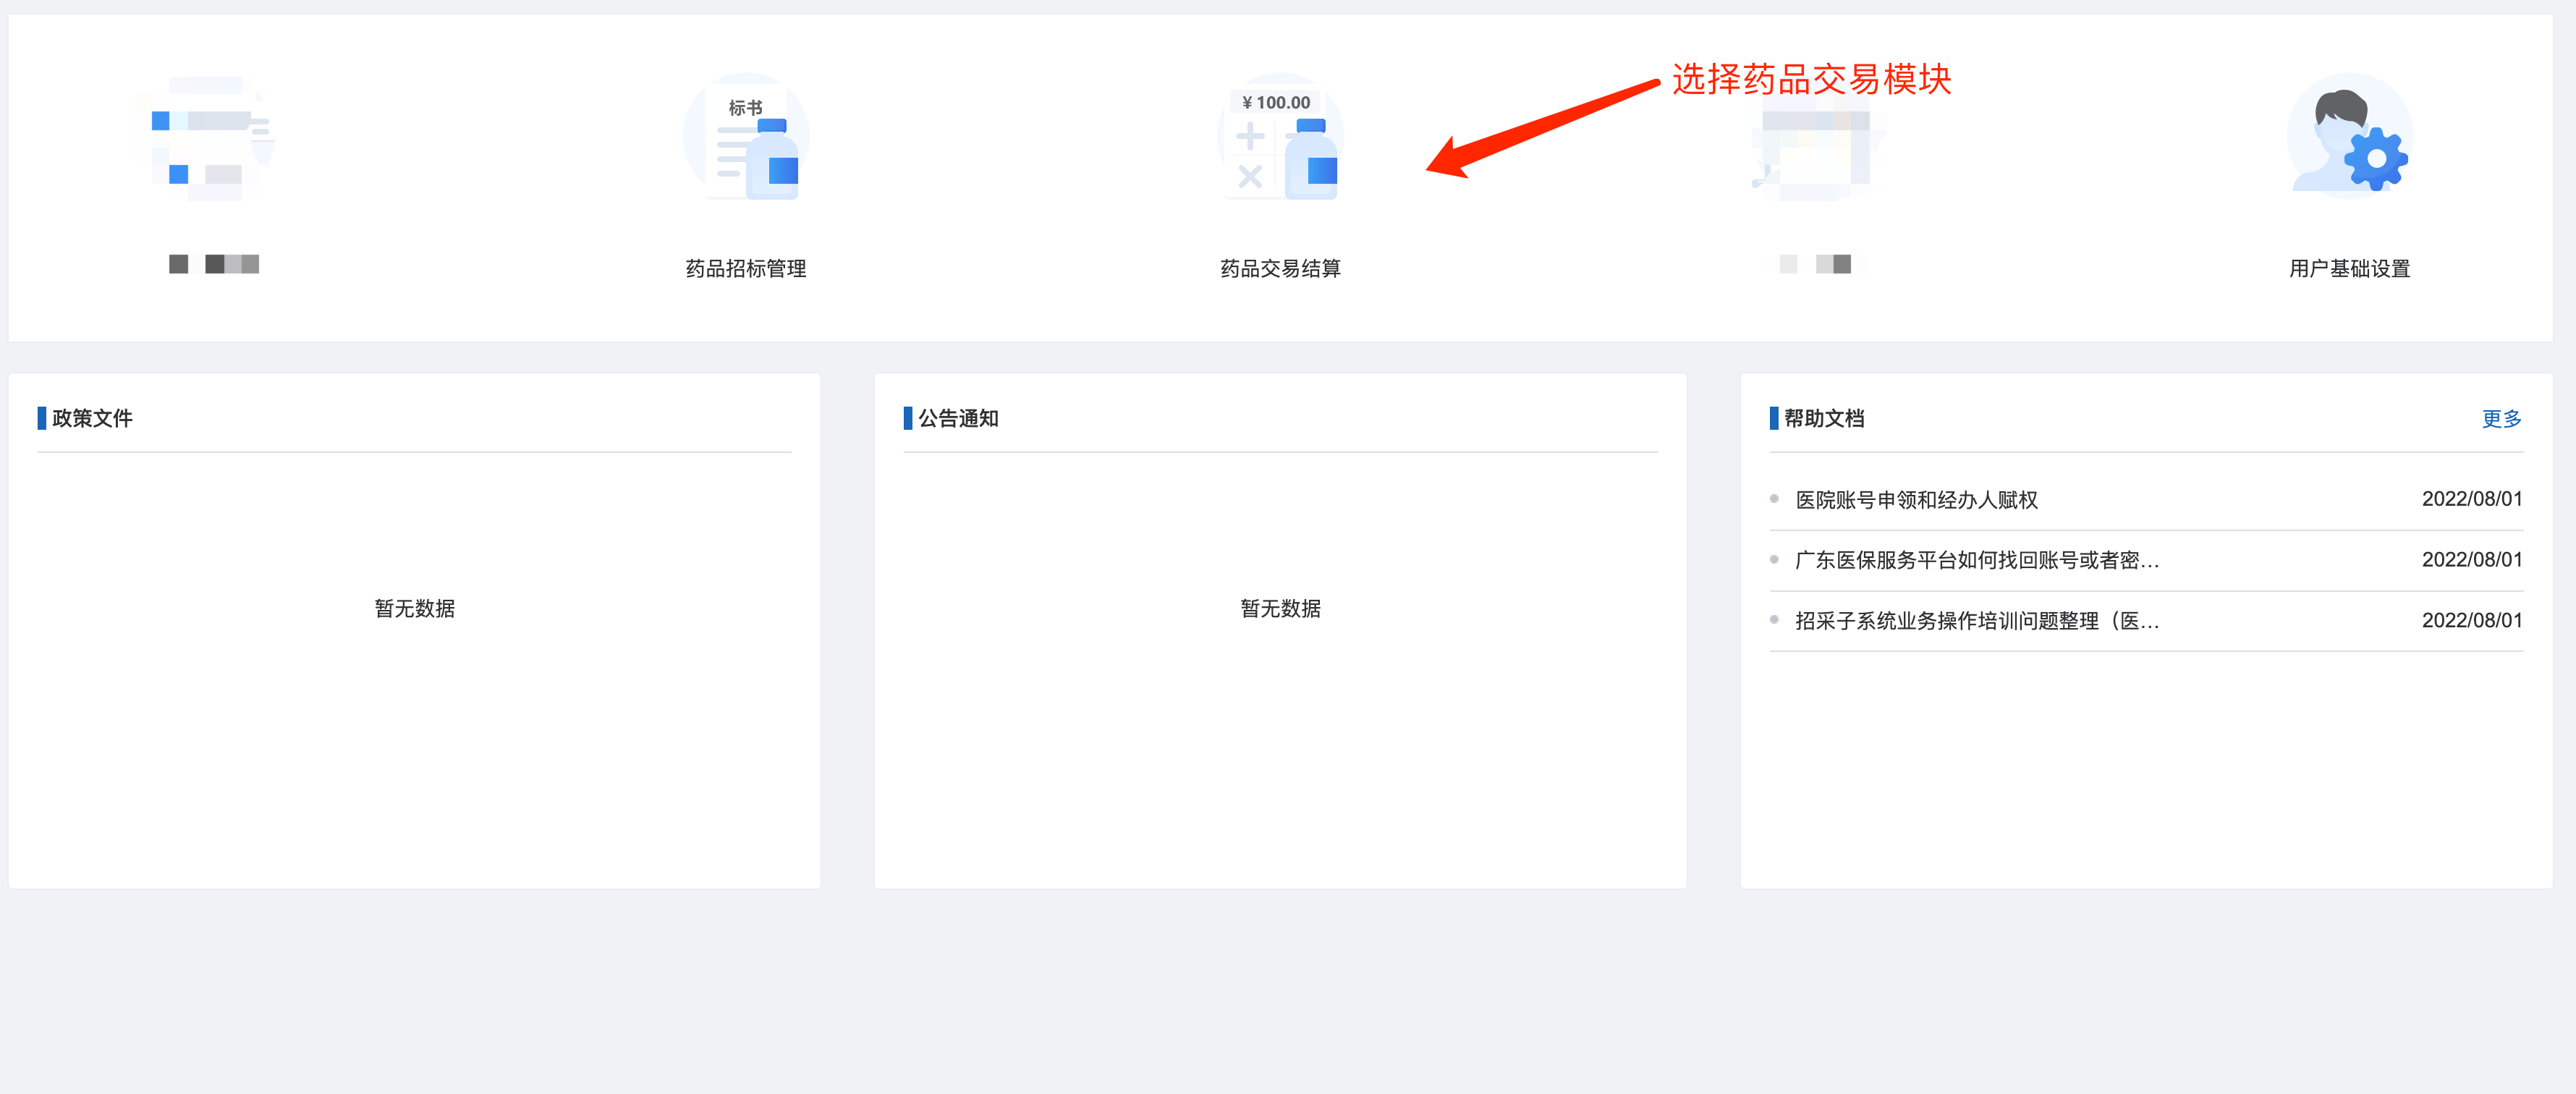 选择药品交易模块
标书
¥ 100.00
药品招标管理
药品交易结算
用户基础设置
政策文件
暂无数据
公告通知
暂无数据
帮助文档
更多
医院账号申领和经办人赋权 2022/08/01
广东医保服务平台如何找回账号或者密... 2022/08/01
招采子系统业务操作培训问题整理（医... 2022/08/01